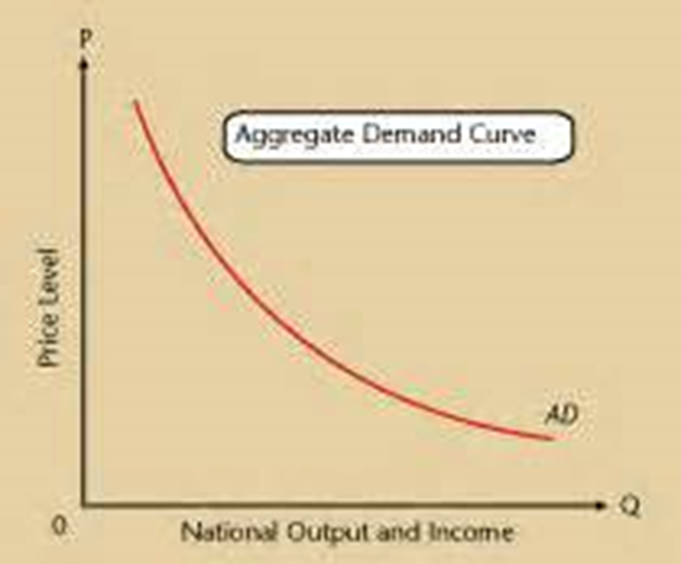 P
Aggregate Demand Curve
Price Level
AD
0
Q
National Output and Income